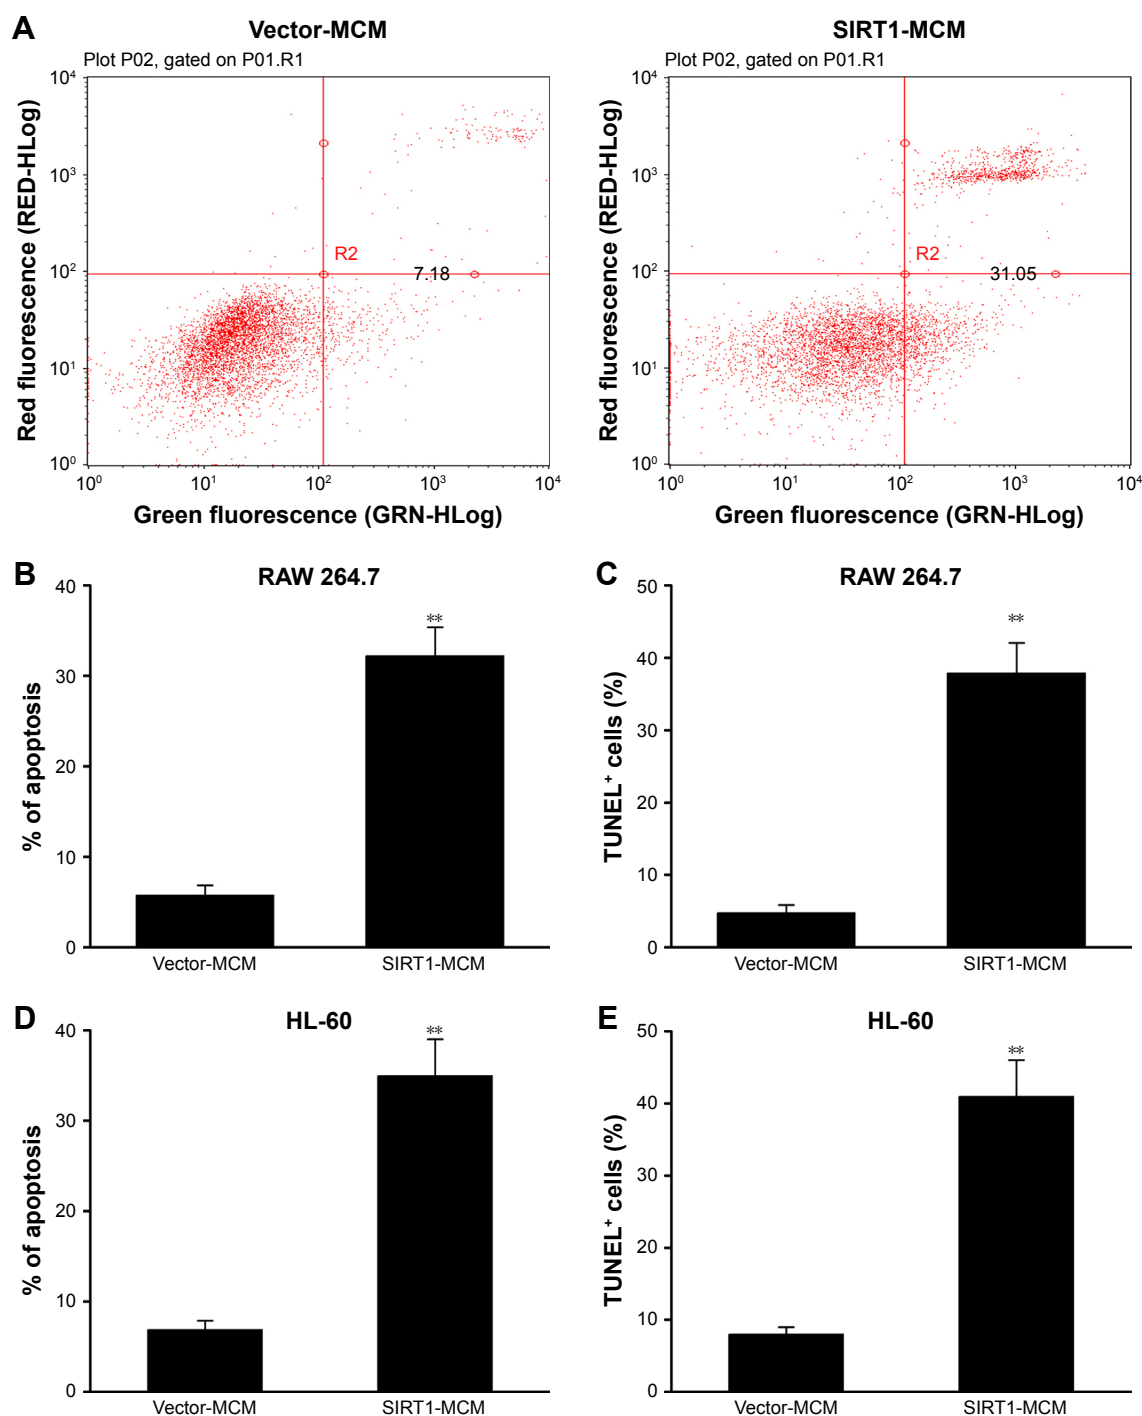 A
Vector-MCM
Plot P02, gated on P01.R1
10⁴
10³
10²
10¹
10⁰
Red fluorescence (RED-HLog)
R2
7.18
10⁰ 10¹ 10² 10³ 10⁴
Green fluorescence (GRN-HLog)
SIRT1-MCM
Plot P02, gated on P01.R1
10⁴
10³
10²
10¹
10⁰
Red fluorescence (RED-HLog)
R2
31.05
10⁰ 10¹ 10² 10³ 10⁴
Green fluorescence (GRN-HLog)
B
RAW 264.7
40
30
20
10
0
% of apoptosis
**
Vector-MCM SIRT1-MCM
C
RAW 264.7
50
40
30
20
10
0
TUNEL⁺ cells (%)
**
Vector-MCM SIRT1-MCM
D
HL-60
40
30
20
10
0
% of apoptosis
**
Vector-MCM SIRT1-MCM
E
HL-60
50
40
30
20
10
0
TUNEL⁺ cells (%)
**
Vector-MCM SIRT1-MCM